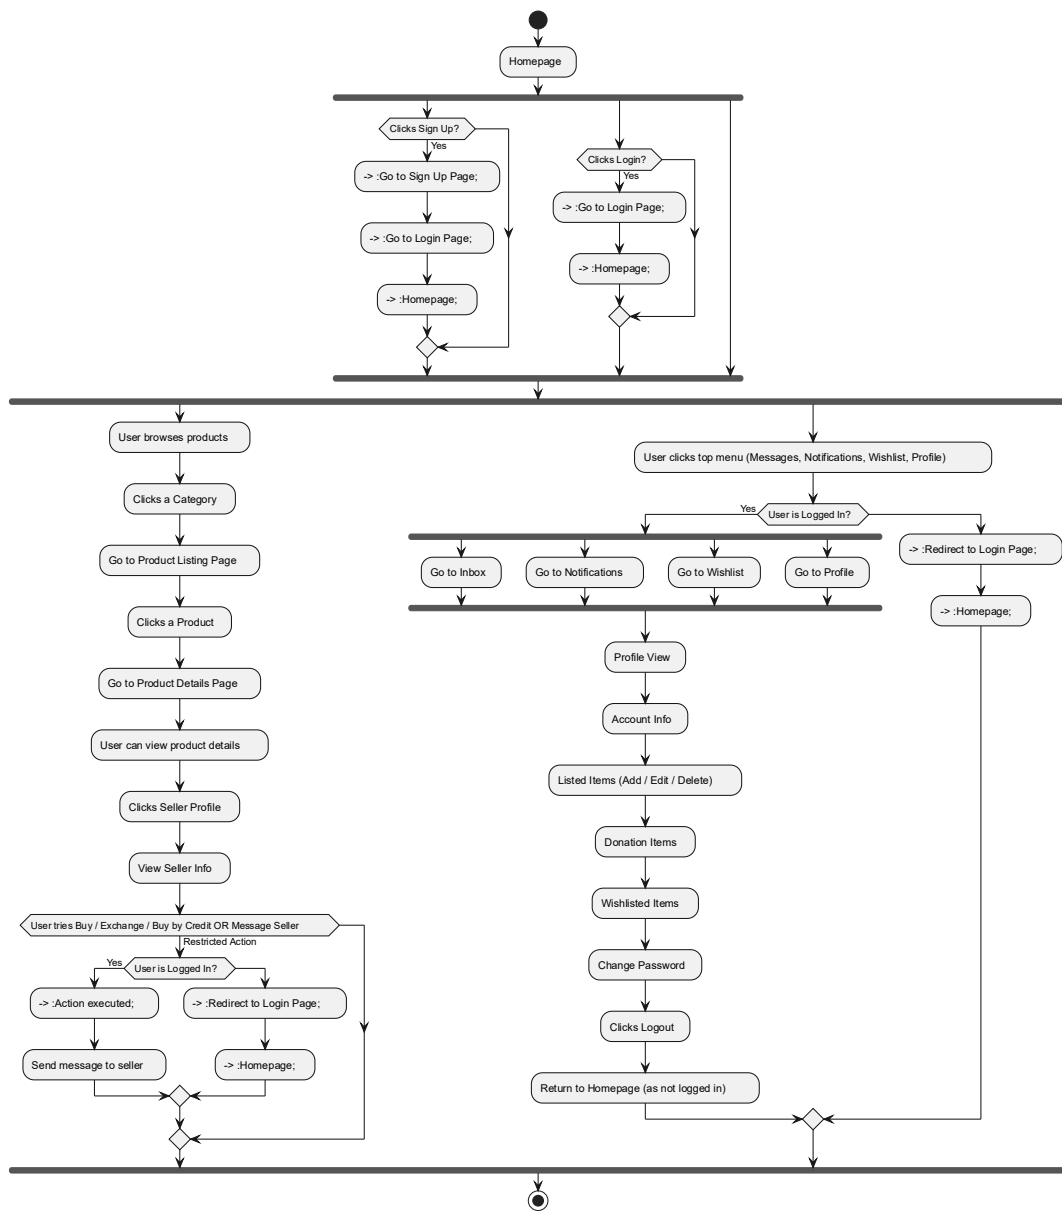 Homepage
Clicks Sign Up?
Yes
-> :Go to Sign Up Page;
-> :Go to Login Page;
-> :Homepage;
Clicks Login?
Yes
-> :Go to Login Page;
-> :Homepage;
User browses products
Clicks a Category
Go to Product Listing Page
Clicks a Product
Go to Product Details Page
User can view product details
Clicks Seller Profile
View Seller Info
User tries Buy / Exchange / Buy by Credit OR Message Seller
Restricted Action
Yes
User is Logged In?
-> :Action executed;
Send message to seller
-> :Redirect to Login Page;
-> :Homepage;
User clicks top menu (Messages, Notifications, Wishlist, Profile)
Yes
User is Logged In?
Go to Inbox
Go to Notifications
Go to Wishlist
Go to Profile
Profile View
Account Info
Listed Items (Add / Edit / Delete)
Donation Items
Wishlisted Items
Change Password
Clicks Logout
Return to Homepage (as not logged in)
-> :Redirect to Login Page;
-> :Homepage;